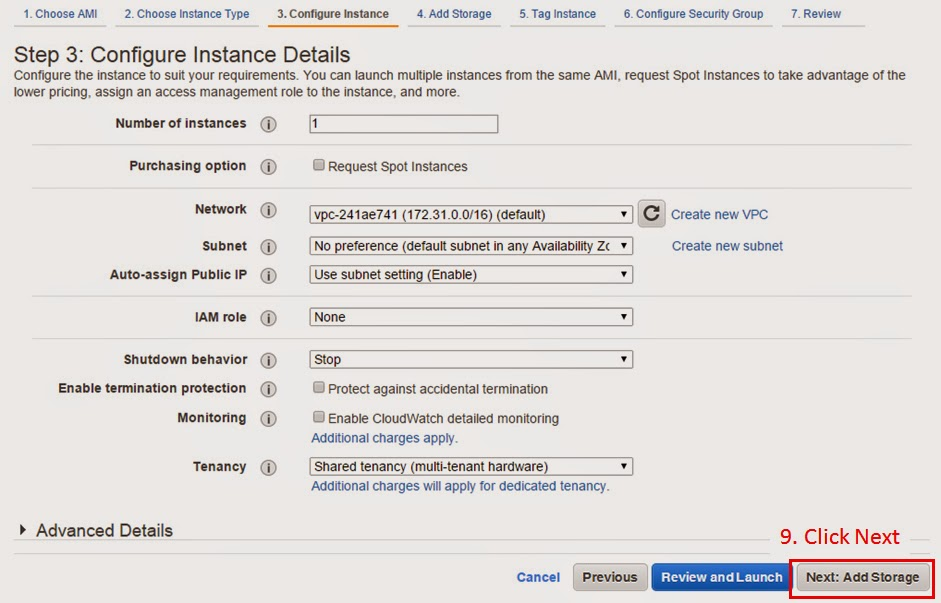 1. Choose AMI 2. Choose Instance Type 3. Configure Instance 4. Add Storage 5. Tag Instance 6. Configure Security Group 7. Review
Step 3: Configure Instance Details
Configure the instance to suit your requirements. You can launch multiple instances from the same AMI, request Spot Instances to take advantage of the
lower pricing, assign an access management role to the instance, and more.
Number of instances i 1
Purchasing option i Request Spot Instances
Network i vpc-241ae741 (172.31.0.0/16) (default) Create new VPC
Subnet i No preference (default subnet in any Availability Zo Create new subnet
Auto-assign Public IP i Use subnet setting (Enable)
IAM role i None
Shutdown behavior i Stop
Enable termination protection i Protect against accidental termination
Monitoring i Enable CloudWatch detailed monitoring
Additional charges apply.
Tenancy i Shared tenancy (multi-tenant hardware)
Additional charges will apply for dedicated tenancy.
Advanced Details
9. Click Next
Cancel Previous Review and Launch Next: Add Storage